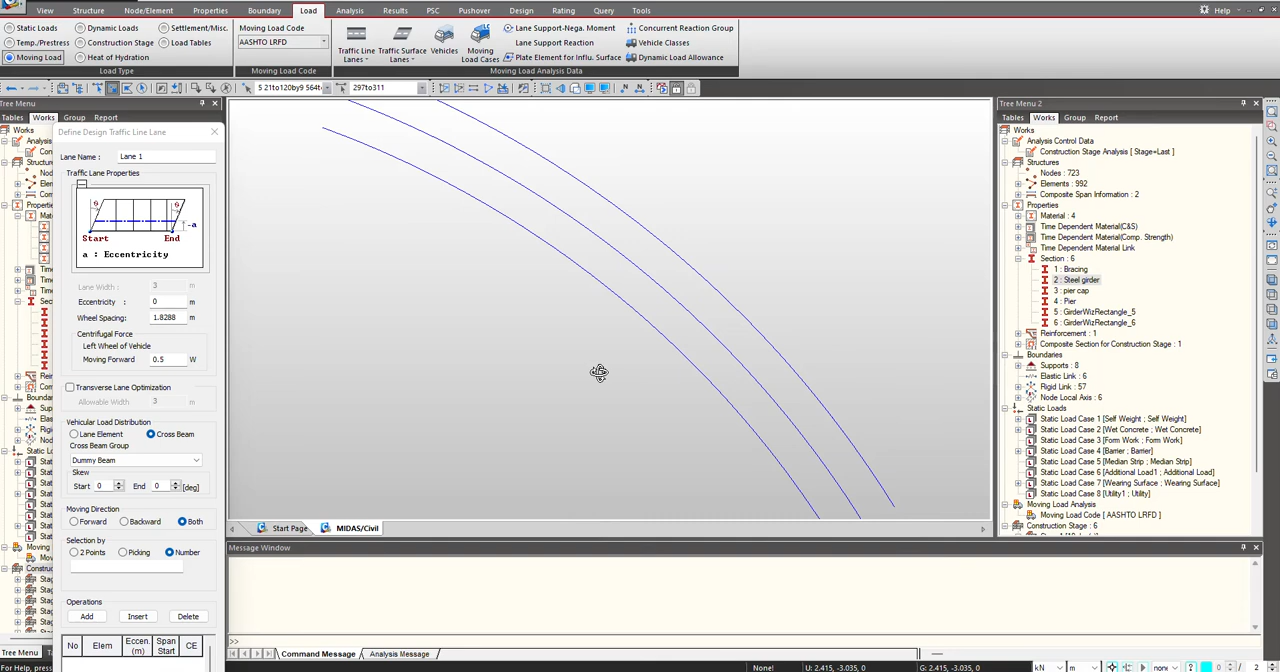 View Structure Node/Element Properties Boundary Load Analysis Results PSC Pushover Design Rating Query Tools Help
Static Loads Dynamic Loads Settlement/Misc.
Temp./Prestress Construction Stage Load Tables
Moving Load Heat of Hydration
Load Type
Moving Load Code
AASHTO LRFD
Moving Load Code
Traffic Line Lanes
Traffic Surface Lanes
Vehicles
Moving Load Cases
Lane Support-Nega. Moment
Lane Support Reaction
Plate Element for Influ. Surface
Concurrent Reaction Group
Vehicle Classes
Dynamic Load Allowance
Moving Load Analysis Data
5 21to120by9 564t
297to311
Tree Menu
Tables Works Group Report
Works
Define Design Traffic Line Lane
Lane Name : Lane 1
Traffic Lane Properties
Start End
-a
a : Eccentricity
Lane Width : 3 m
Eccentricity : 0 m
Wheel Spacing: 1.8288 m
Centrifugal Force
Left Wheel of Vehicle
Moving Forward 0.5 W
Transverse Lane Optimization
Allowable Width 3 m
Vehicular Load Distribution
Lane Element Cross Beam
Cross Beam Group
Dummy Beam
Skew
Start 0 End 0 [deg]
Moving Direction
Forward Backward Both
Selection by
2 Points Picking Number
Operations
Add Insert Delete
No Elem Eccen. (m) Span Start CE
Tree Menu
For Help, press
Start Page MIDAS/Civil
Message Window
>>
Command Message Analysis Message
None! U: 2.415, -3.035, 0 G: 2.415, -3.035, 0 kN m none 0 / 2
Tree Menu 2
Tables Works Group Report
Works
Analysis Control Data
Construction Stage Analysis [ Stage=Last ]
Structures
Nodes : 723
Elements : 992
Composite Span Information : 2
Properties
Material : 4
Time Dependent Material(C&S)
Time Dependent Material(Comp. Strength)
Time Dependent Material Link
Section : 6
1 : Bracing
2 : Steel girder
3 : pier cap
4 : Pier
5 : GirderWizRectangle_5
6 : GirderWizRectangle_6
Reinforcement : 1
Composite Section for Construction Stage : 1
Boundaries
Supports : 8
Elastic Link : 6
Rigid Link : 57
Node Local Axis : 6
Static Loads
Static Load Case 1 [Self Weight ; Self Weight]
Static Load Case 2 [Wet Concrete ; Wet Concrete]
Static Load Case 3 [Form Work ; Form Work]
Static Load Case 4 [Barrier ; Barrier]
Static Load Case 5 [Median Strip ; Median Strip]
Static Load Case 6 [Additional Load1 ; Additional Load]
Static Load Case 7 [Wearing Surface ; Wearing Surface]
Static Load Case 8 [Utility1 ; Utility]
Moving Load Analysis
Moving Load Code [ AASHTO LRFD ]
Construction Stage : 6